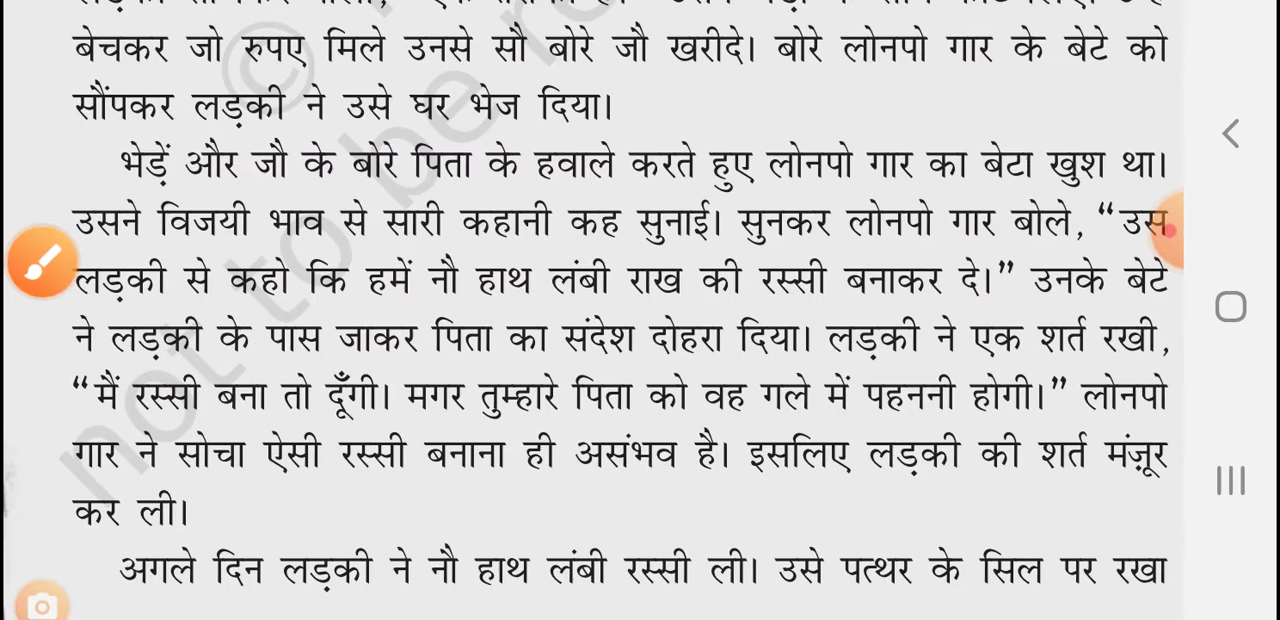 बेचकर जो रुपए मिले उनसे सौ बोरे जौ खरीदे। बोरे लोनपो गार के बेटे को
सौंपकर लड़की ने उसे घर भेज दिया।
भेड़ें और जौ के बोरे पिता के हवाले करते हुए लोनपो गार का बेटा खुश था।
उसने विजयी भाव से सारी कहानी कह सुनाई। सुनकर लोनपो गार बोले, “उस
लड़की से कहो कि हमें नौ हाथ लंबी राख की रस्सी बनाकर दे।” उनके बेटे
ने लड़की के पास जाकर पिता का संदेश दोहरा दिया। लड़की ने एक शर्त रखी,
“मैं रस्सी बना तो दूँगी। मगर तुम्हारे पिता को वह गले में पहननी होगी।” लोनपो
गार ने सोचा ऐसी रस्सी बनाना ही असंभव है। इसलिए लड़की की शर्त मंज़ूर
कर ली।
अगले दिन लड़की ने नौ हाथ लंबी रस्सी ली। उसे पत्थर के सिल पर रखा
not to be r